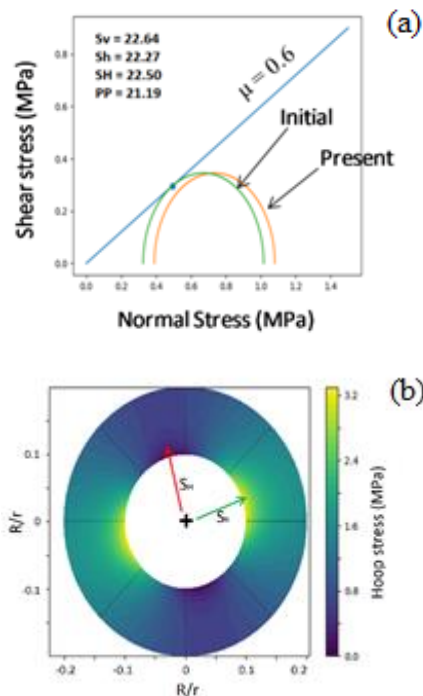 (a)
Sv = 22.64
Sh = 22.27
SH = 22.50
PP = 21.19
μ = 0.6
Initial
Present
Shear stress (MPa)
0.8
0.6
0.4
0.2
0.0
0.0 0.2 0.4 0.6 0.8 1.0 1.2 1.4
Normal Stress (MPa)
(b)
R/r
0.1
0
-0.1
SH
Sh
-0.2 -0.1 0 0.1 0.2
R/r
3.2
2.4
1.6
0.8
0.0
Hoop stress (MPa)